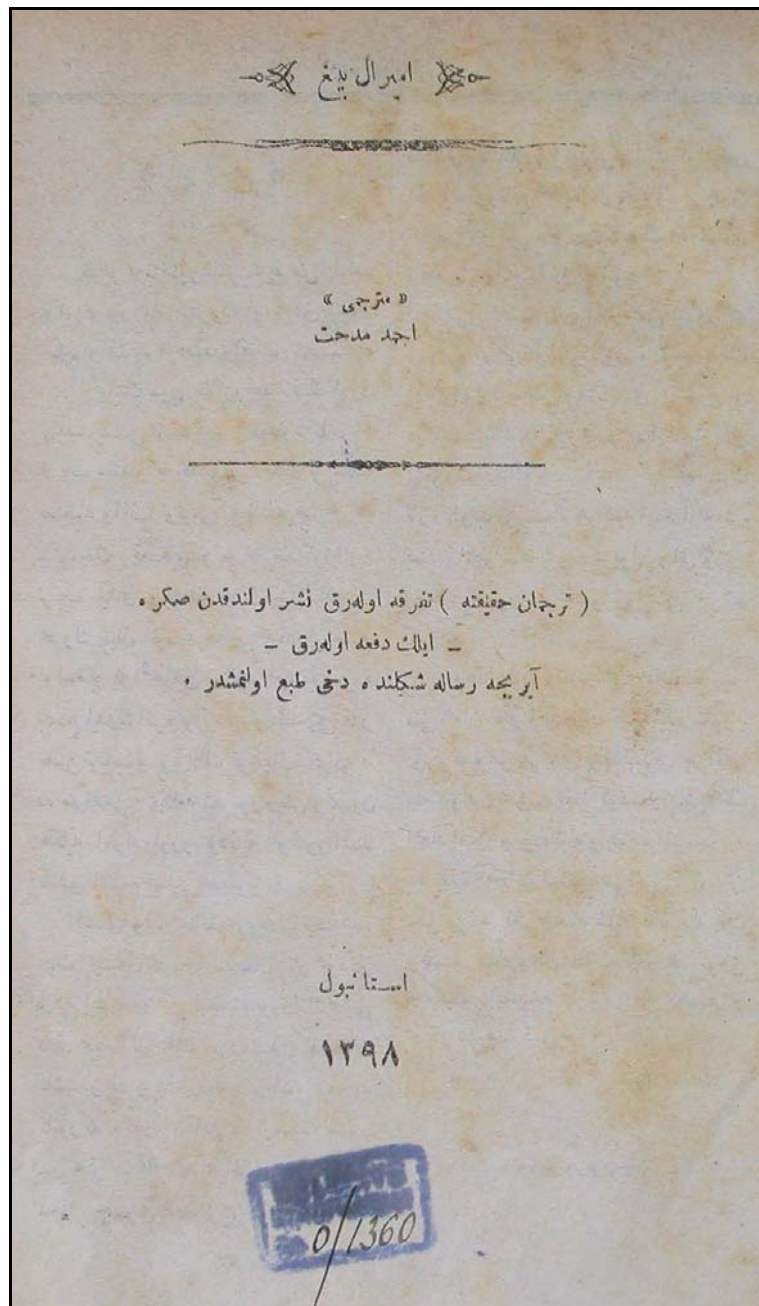 امیرال بینغ
« مترجمی »
احمد مدحت
( ترجمان حقیقته ) تفرقه اوله‌رق نشر اولندقدن صکره
– ایلك دفعه اوله‌رق –
آیریجه رساله شکلنده دخی طبع اولنمشدر .
استانبول
۱۲۹۸
0/1360